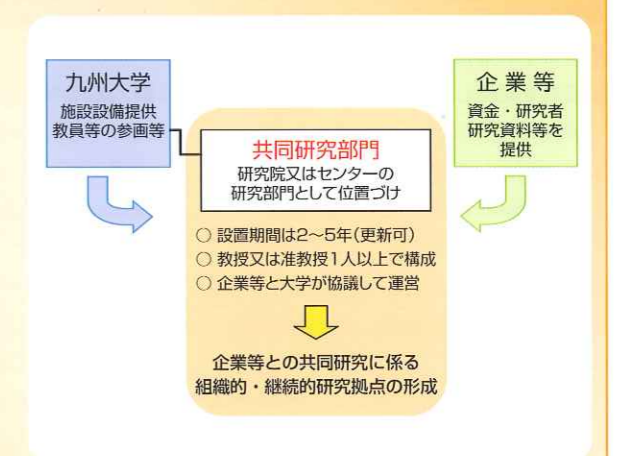 九州大学
施設設備提供
教員等の参画等
企業等
資金・研究者
研究資料等を
提供
共同研究部門
研究院又はセンターの
研究部門として位置づけ
○ 設置期間は2〜5年(更新可)
○ 教授又は准教授1人以上で構成
○ 企業等と大学が協議して運営
企業等との共同研究に係る
組織的・継続的研究拠点の形成